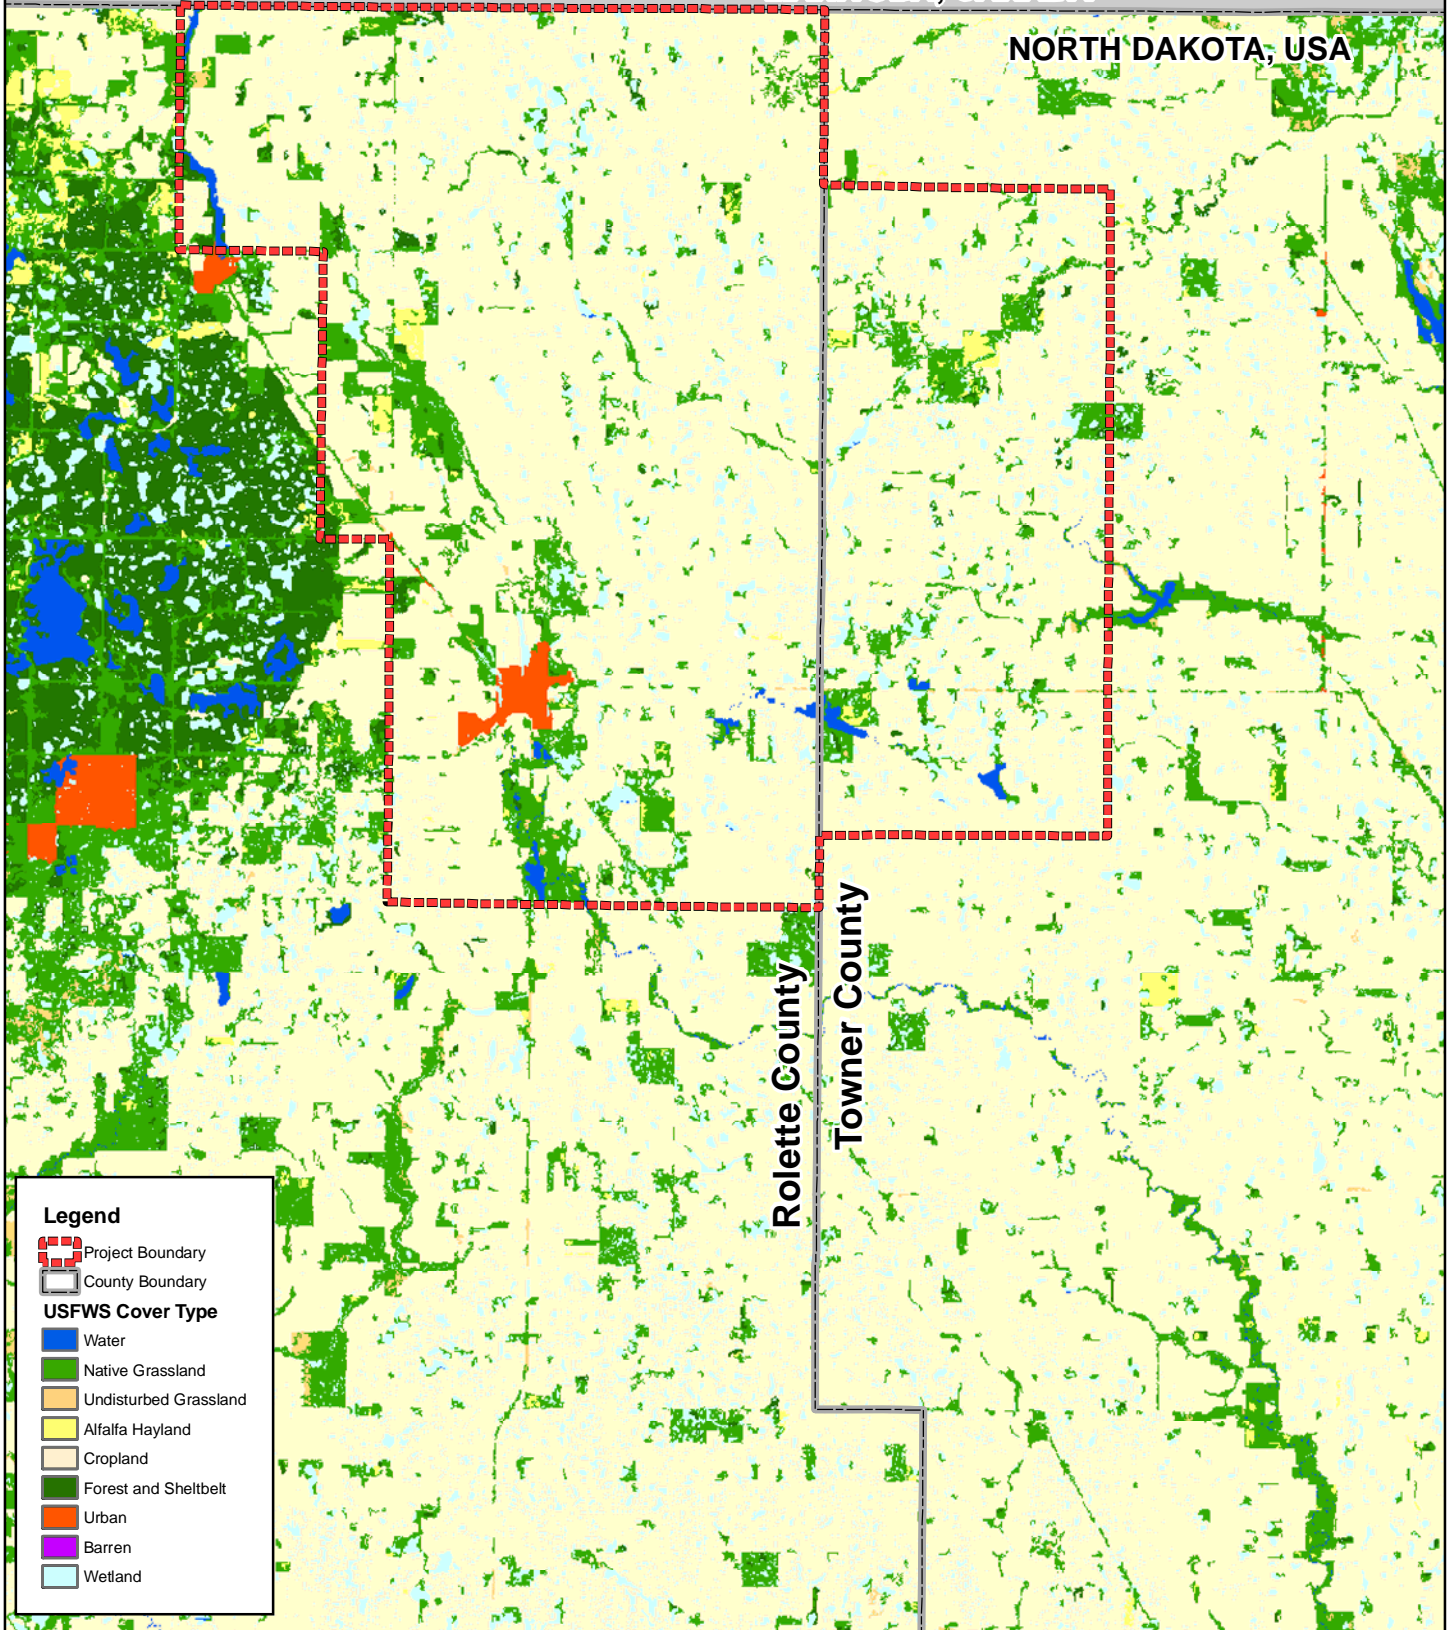 NORTH DAKOTA, USA
Rolette County
Towner County
Legend
Project Boundary
County Boundary
USFWS Cover Type
Water
Native Grassland
Undisturbed Grassland
Alfalfa Hayland
Cropland
Forest and Sheltbelt
Urban
Barren
Wetland